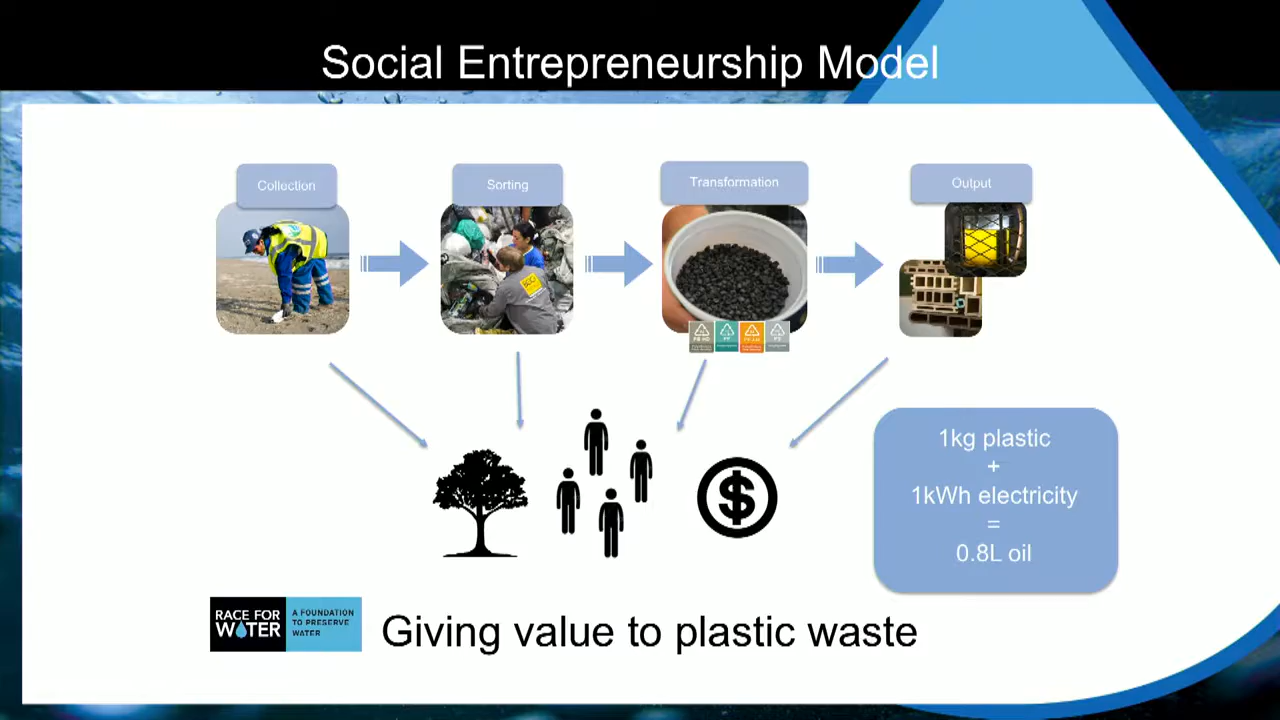 Social Entrepreneurship Model
Collection
Sorting
Transformation
Output
1kg plastic
+
1kWh electricity
=
0.8L oil
RACE FOR
WATER
A FOUNDATION
TO PRESERVE
WATER
Giving value to plastic waste